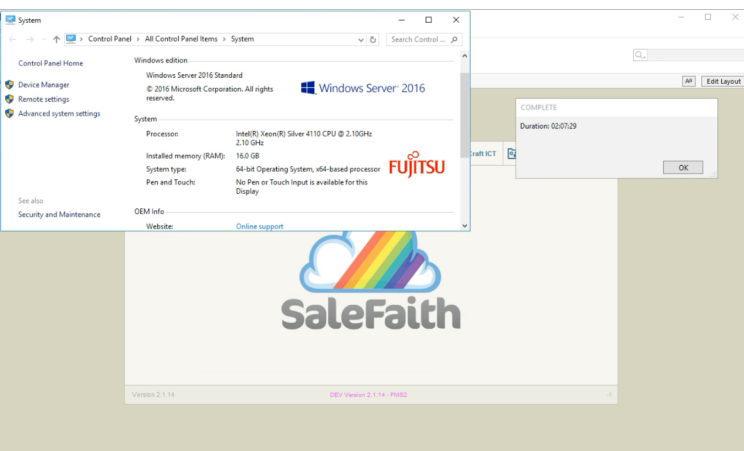 System
Control Panel > All Control Panel Items > System
Search Control ...
Control Panel Home
Device Manager
Remote settings
Advanced system settings
See also
Security and Maintenance
Windows edition
Windows Server 2016 Standard
© 2016 Microsoft Corporation. All rights
reserved.
Windows Server 2016
System
Processor: Intel(R) Xeon(R) Silver 4110 CPU @ 2.10GHz
2.10 GHz
Installed memory (RAM): 16.0 GB
System type: 64-bit Operating System, x64-based processor
Pen and Touch: No Pen or Touch Input is available for this
Display
FUJITSU
OEM Info
Website: Online support
Edit Layout
COMPLETE
Duration: 02:07:29
OK
Craft ICT
SaleFaith
Version 2.1.14
DEV Version 2.1.14 - FMS2